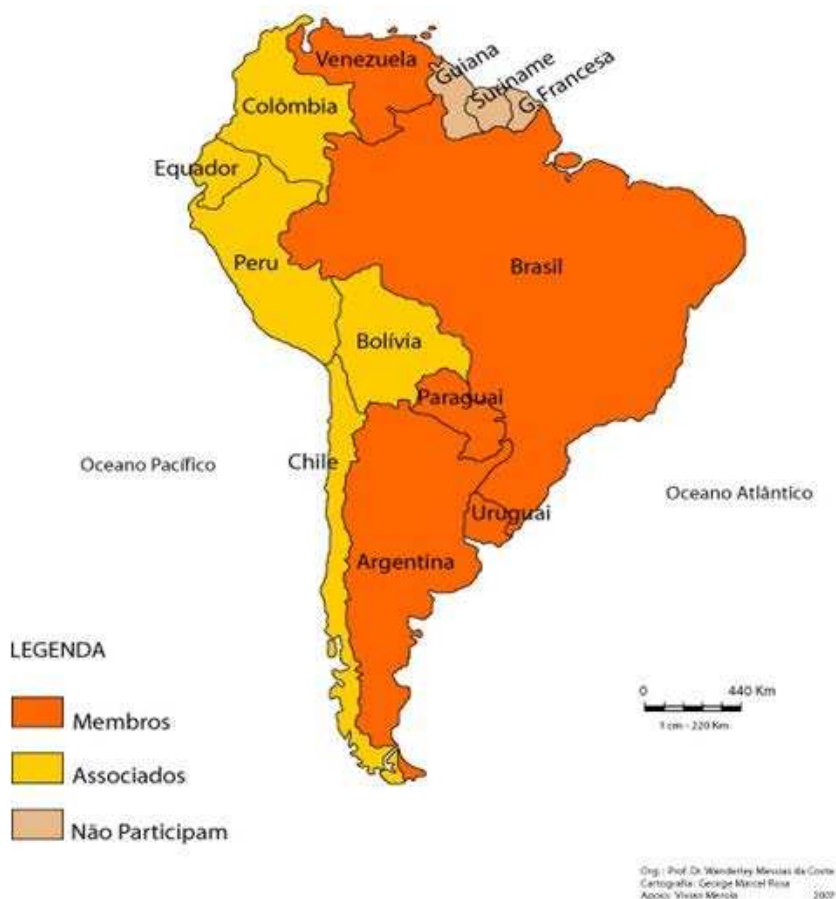 Venezuela
Guiana
Suriname
G. Francesa
Colômbia
Equador
Peru
Brasil
Bolívia
Paraguai
Oceano Pacífico
Chile
Oceano Atlântico
Uruguai
Argentina
LEGENDA
Membros
Associados
Não Participam
0 440 Km
1 cm - 220 Km
Org.: Prof. Dr. Wanderley Messias da Costa
Cartografia: George Marcel Rosa
Apoio: Vivian